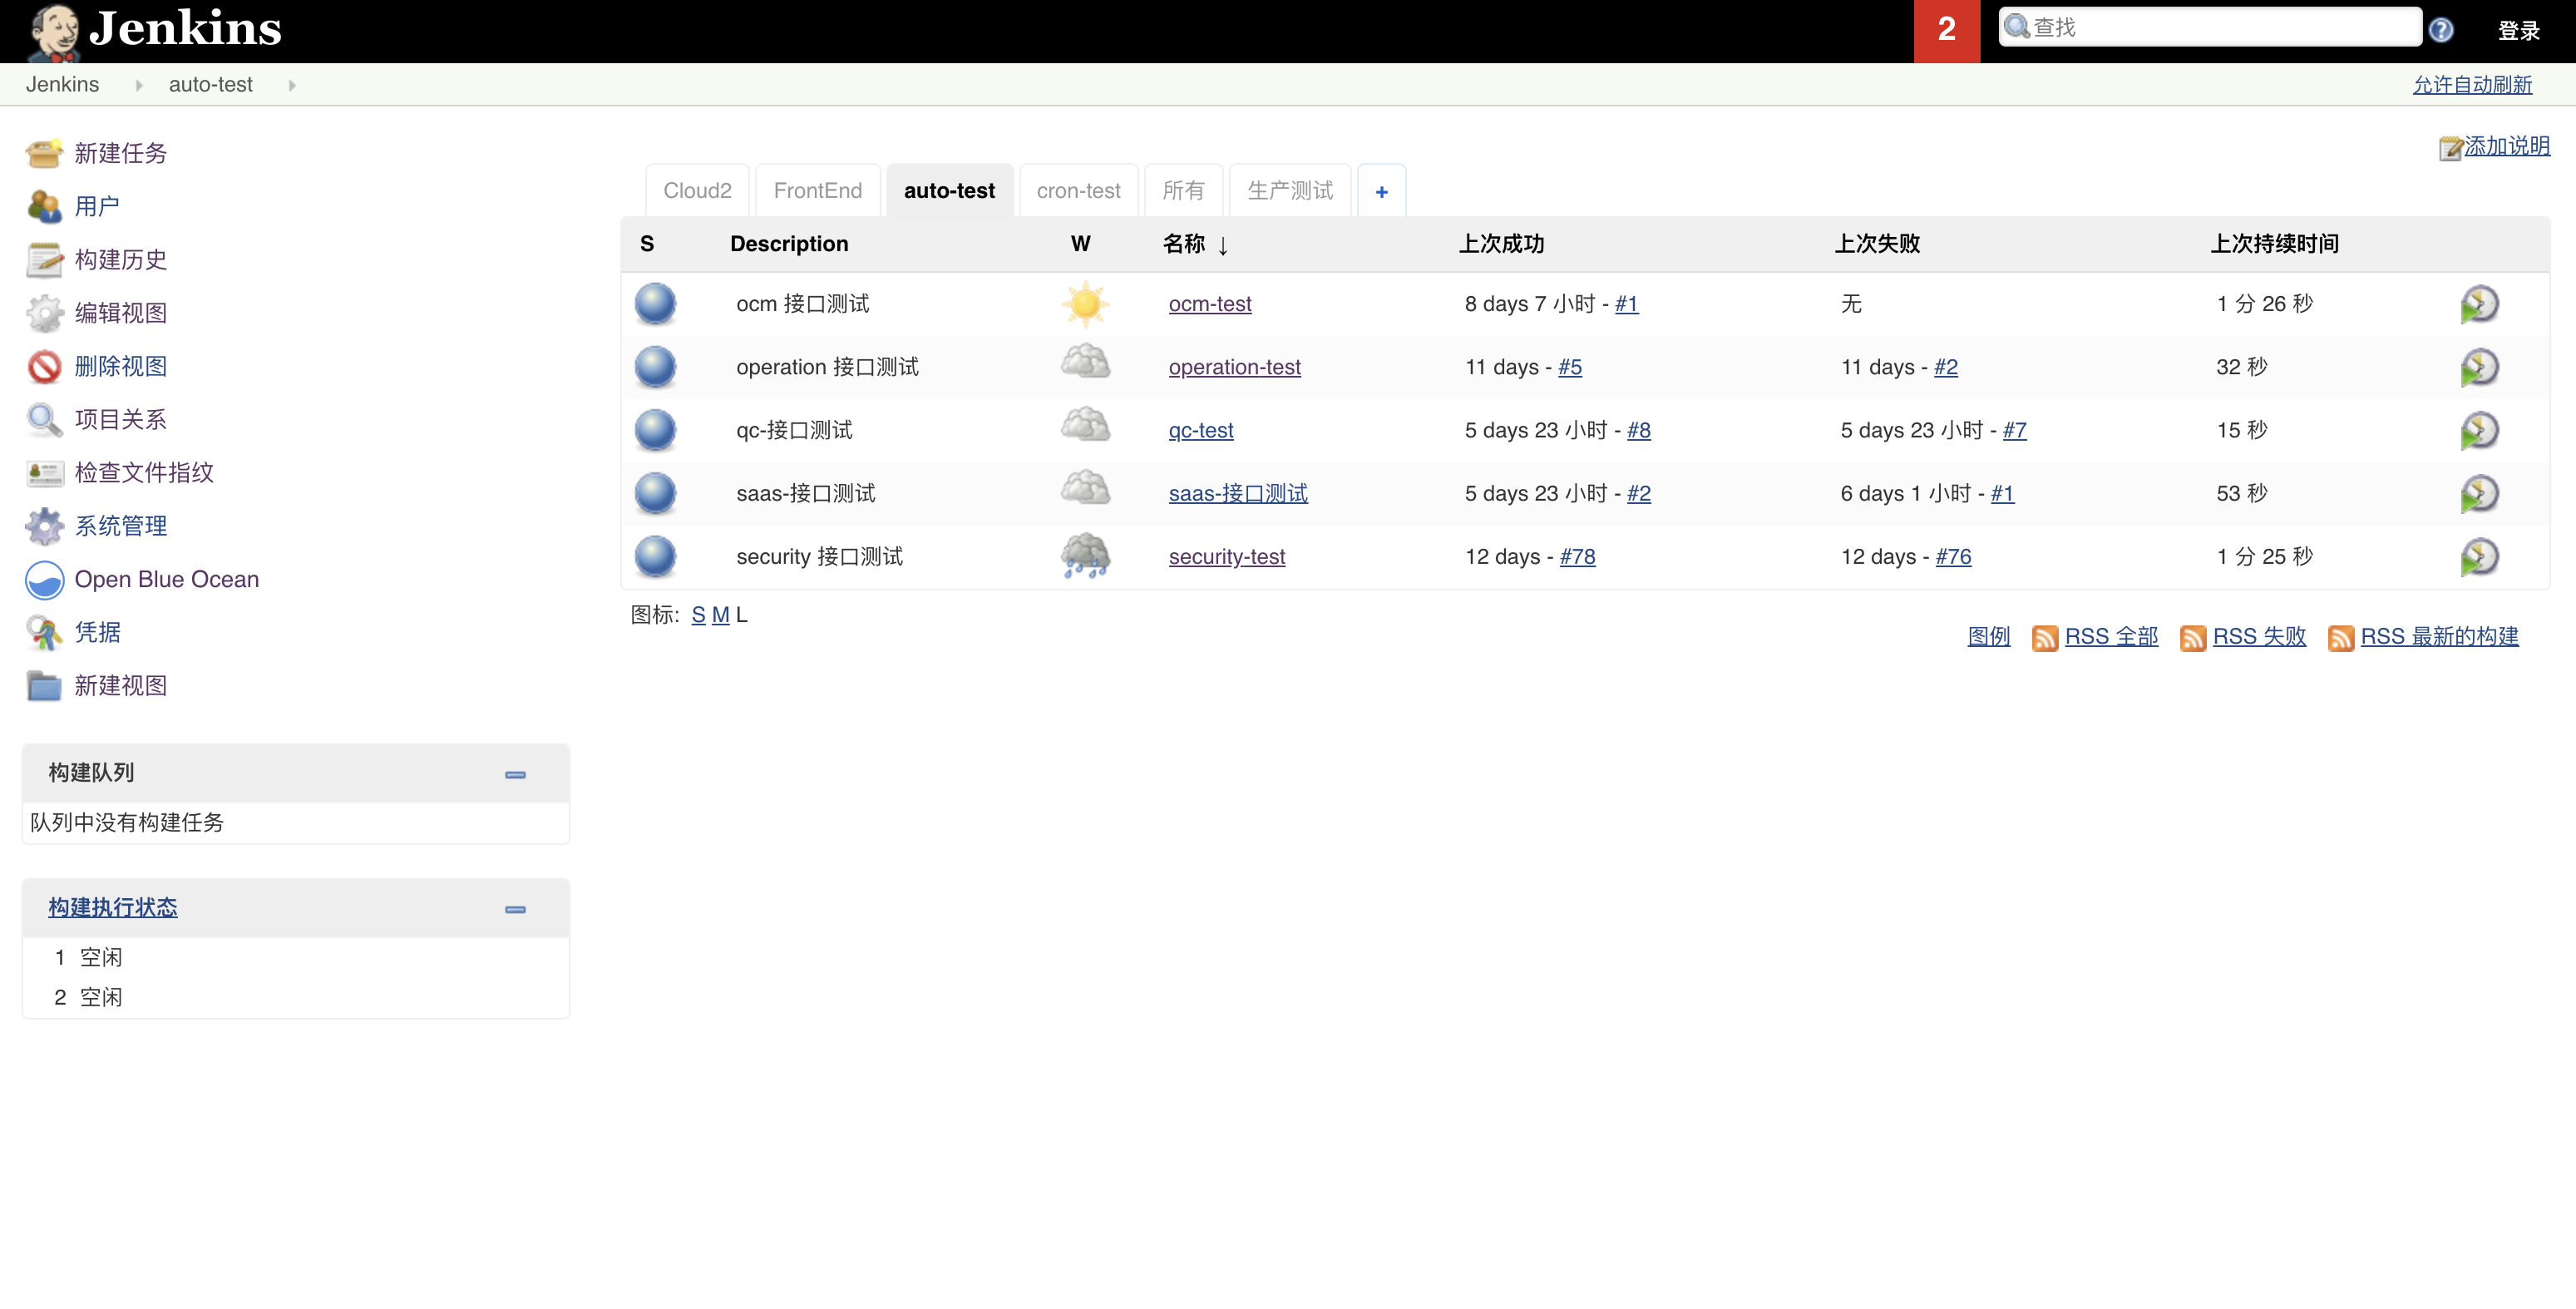 Jenkins
2
查找
登录
Jenkins
auto-test
允许自动刷新
新建任务
用户
构建历史
编辑视图
删除视图
项目关系
检查文件指纹
系统管理
Open Blue Ocean
凭据
新建视图
构建队列
队列中没有构建任务
构建执行状态
1 空闲
2 空闲
添加说明
Cloud2 FrontEnd auto-test cron-test 所有 生产测试 +
S Description W 名称 ↓ 上次成功 上次失败 上次持续时间
ocm 接口测试 ocm-test 8 days 7 小时 - #1 无 1 分 26 秒
operation 接口测试 operation-test 11 days - #5 11 days - #2 32 秒
qc-接口测试 qc-test 5 days 23 小时 - #8 5 days 23 小时 - #7 15 秒
saas-接口测试 saas-接口测试 5 days 23 小时 - #2 6 days 1 小时 - #1 53 秒
security 接口测试 security-test 12 days - #78 12 days - #76 1 分 25 秒
图标: S M L
图例 RSS 全部 RSS 失败 RSS 最新的构建